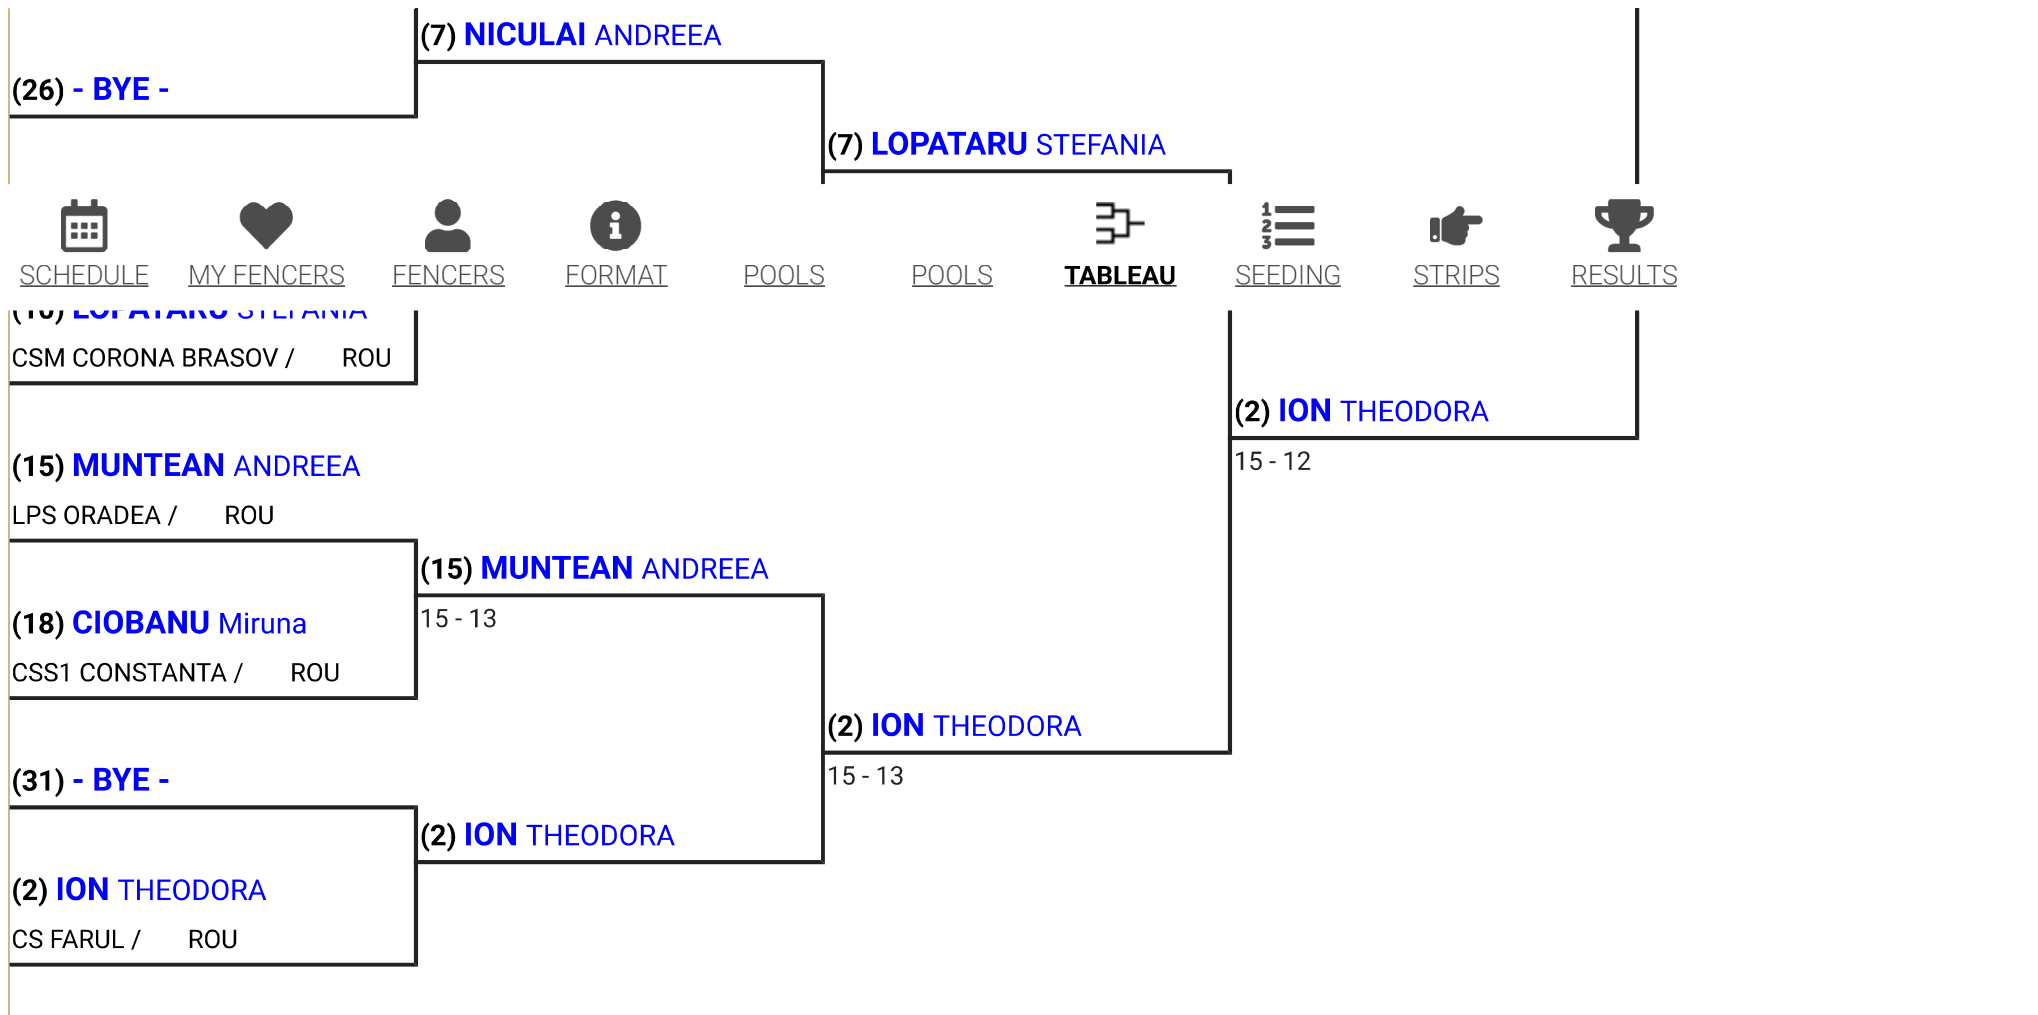 (7) NICULAI ANDREEA
(26) - BYE -
(7) LOPATARU STEFANIA
SCHEDULE
MY FENCERS
FENCERS
FORMAT
POOLS
POOLS
TABLEAU
SEEDING
STRIPS
RESULTS
LOPATARU STEFANIA
CSM CORONA BRASOV / ROU
(2) ION THEODORA
15 - 12
(15) MUNTEAN ANDREEA
LPS ORADEA / ROU
(15) MUNTEAN ANDREEA
15 - 13
(18) CIOBANU Miruna
CSS1 CONSTANTA / ROU
(2) ION THEODORA
15 - 13
(31) - BYE -
(2) ION THEODORA
(2) ION THEODORA
CS FARUL / ROU